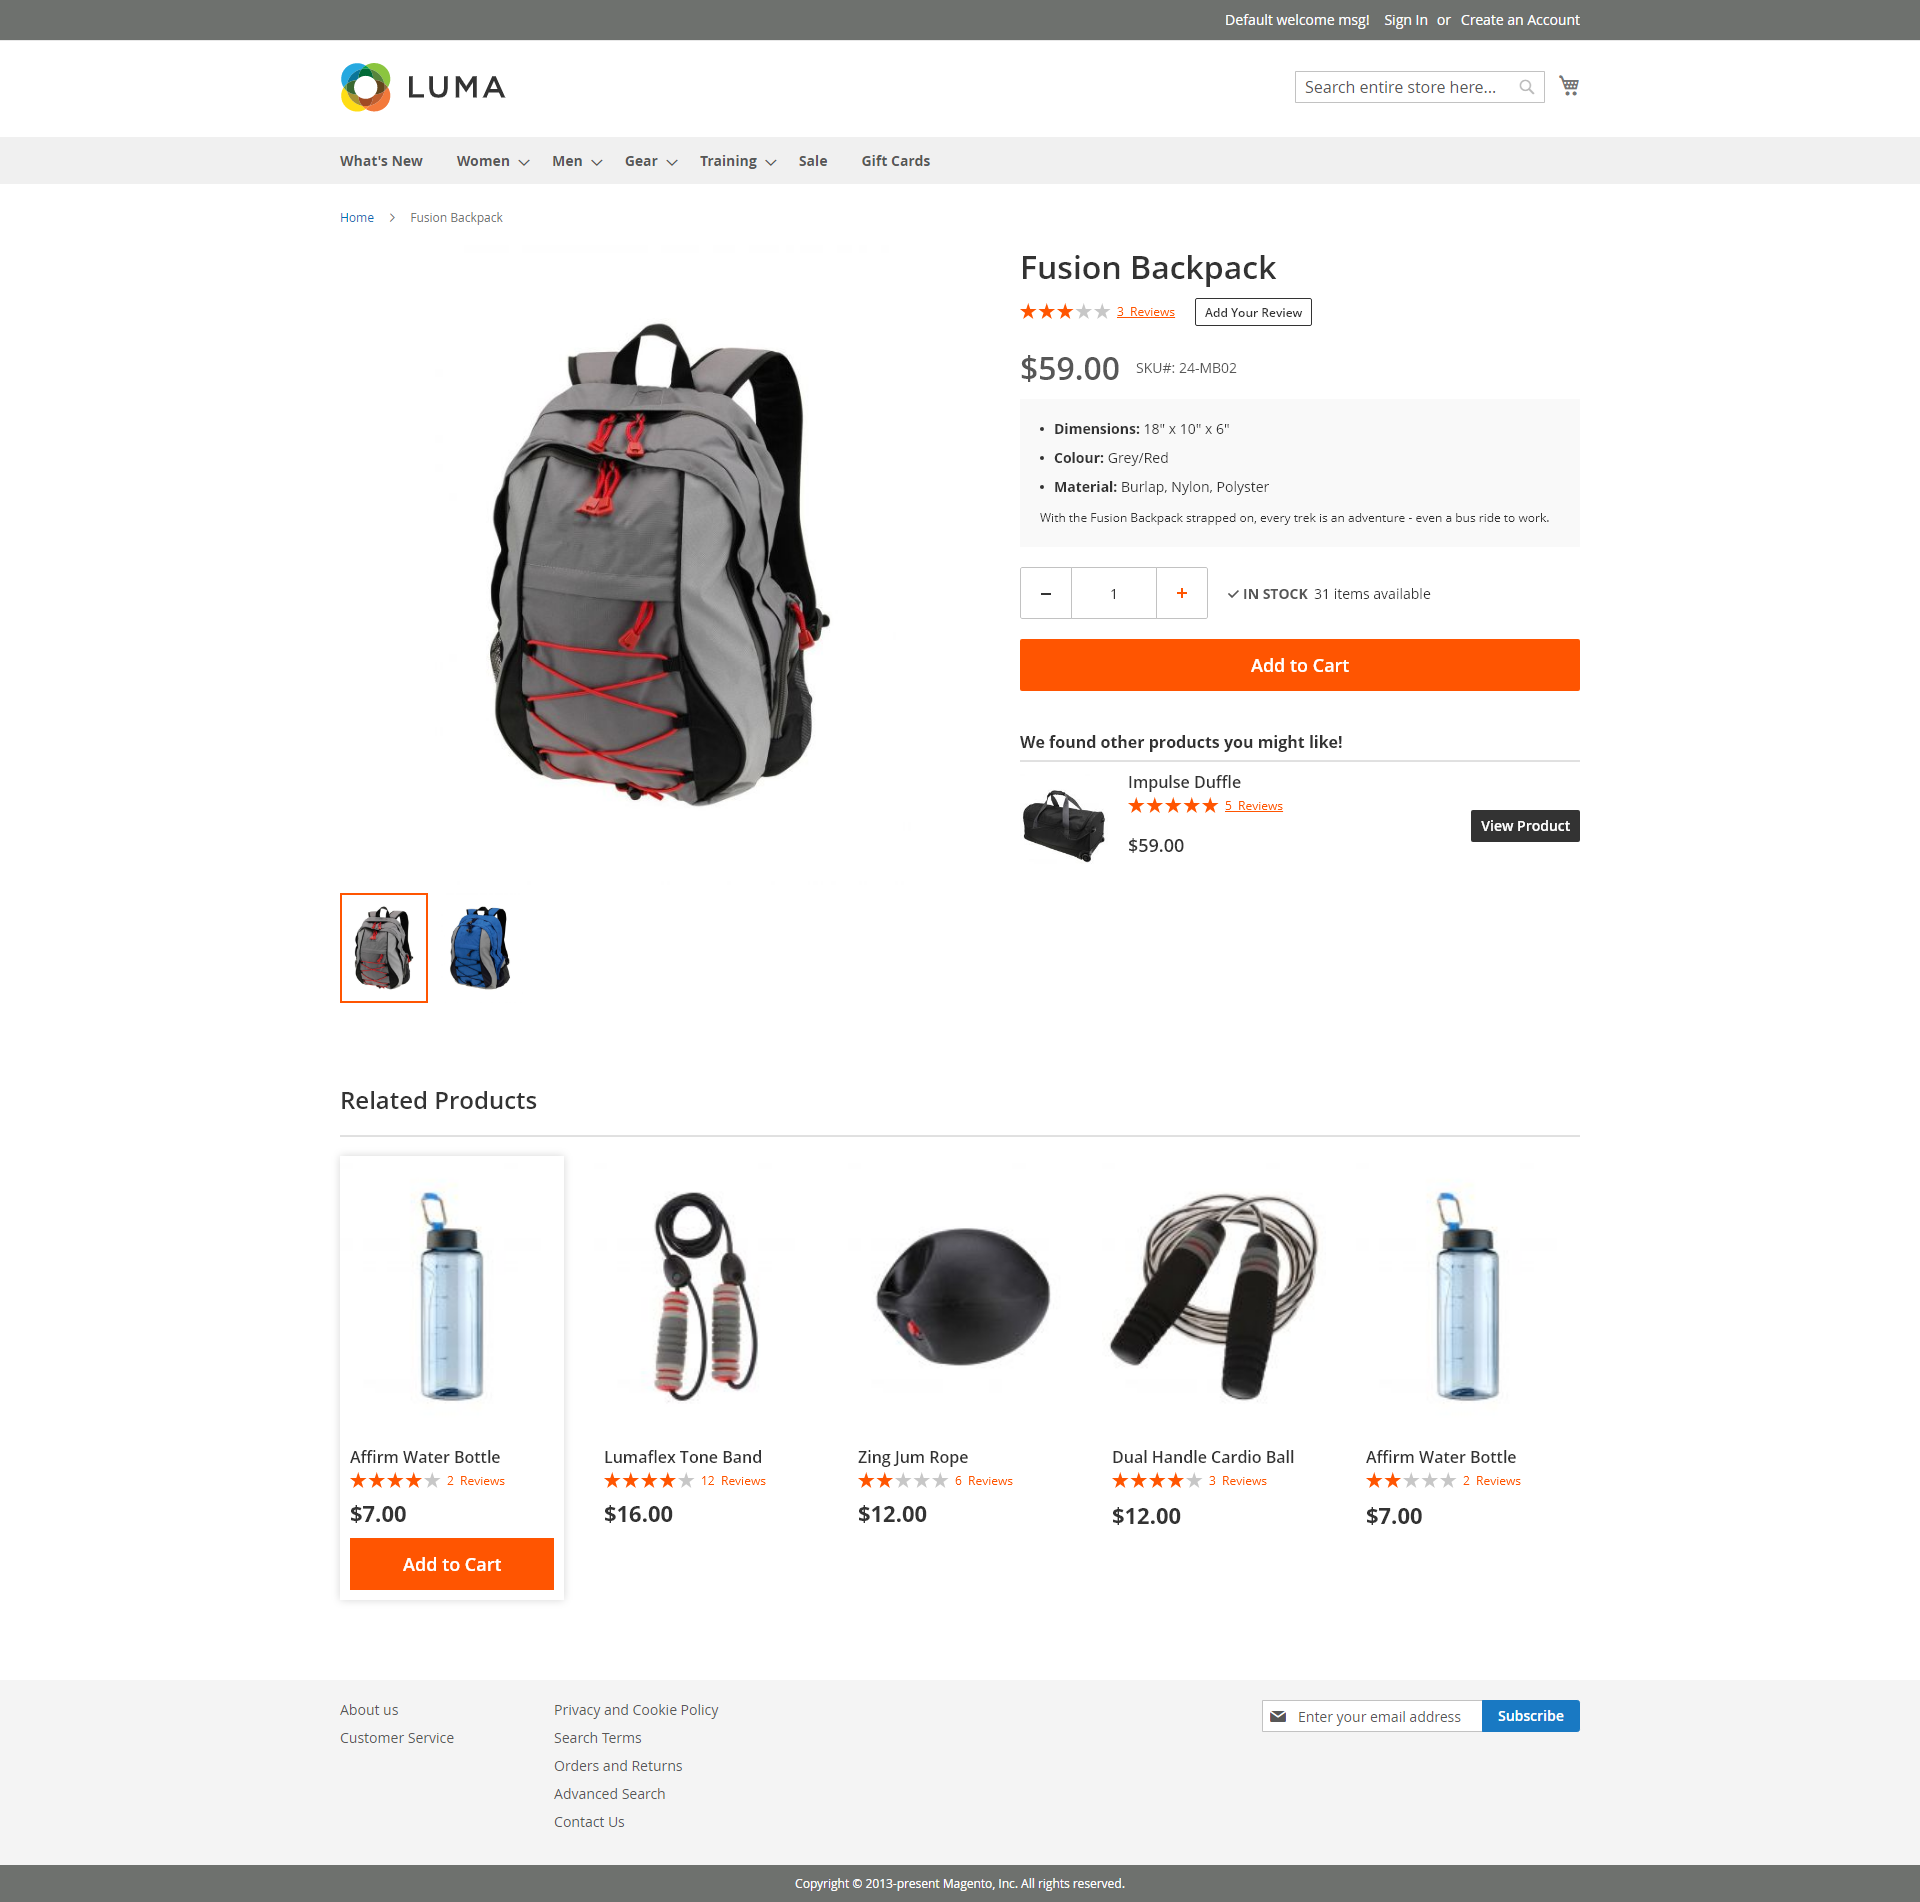 Default welcome msg! Sign In or Create an Account
LUMA
Search entire store here...
What's New Women Men Gear Training Sale Gift Cards
Home > Fusion Backpack
Fusion Backpack
3 Reviews Add Your Review
$59.00 SKU#: 24-MB02
• Dimensions: 18" x 10" x 6"
• Colour: Grey/Red
• Material: Burlap, Nylon, Polyster
With the Fusion Backpack strapped on, every trek is an adventure - even a bus ride to work.
− 1 + IN STOCK 31 items available
Add to Cart
We found other products you might like!
Impulse Duffle
5 Reviews
View Product
$59.00
Related Products
Affirm Water Bottle
2 Reviews
$7.00
Add to Cart
Lumaflex Tone Band
12 Reviews
$16.00
Zing Jum Rope
6 Reviews
$12.00
Dual Handle Cardio Ball
3 Reviews
$12.00
Affirm Water Bottle
2 Reviews
$7.00
About us
Customer Service
Privacy and Cookie Policy
Search Terms
Orders and Returns
Advanced Search
Contact Us
Enter your email address Subscribe
Copyright © 2013-present Magento, Inc. All rights reserved.